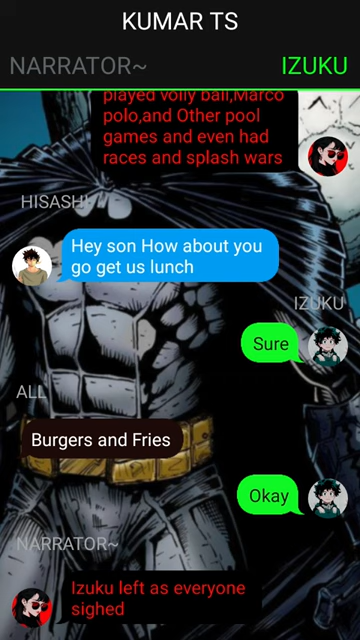 KUMAR TS
NARRATOR~ IZUKU
played volly ball,Marco
polo,and Other pool
games and even had
races and splash wars
HISASHI
Hey son How about you
go get us lunch
IZUKU
Sure
ALL
Burgers and Fries
Okay
NARRATOR~
Izuku left as everyone
sighed